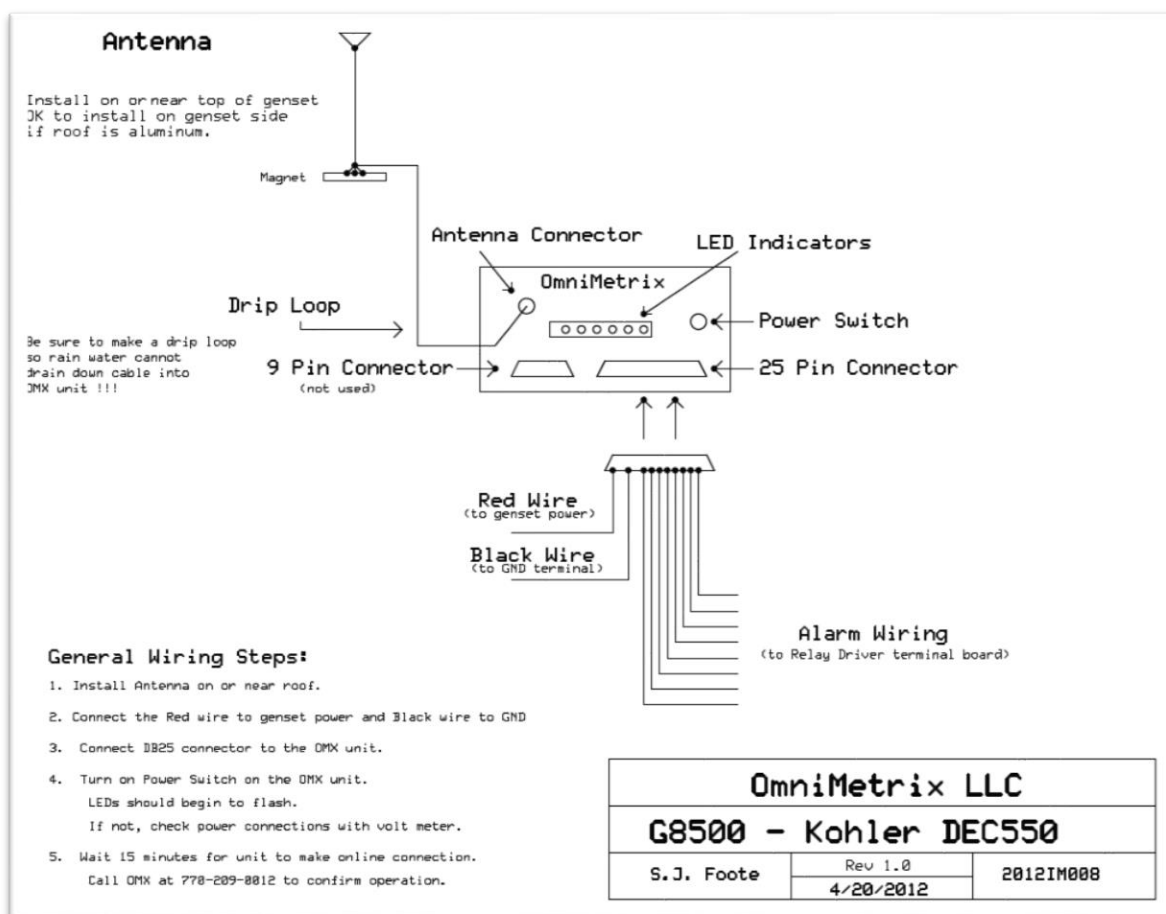 Antenna
Install on or near top of genset
OK to install on genset side
if roof is aluminum.
Magnet
Antenna Connector
LED Indicators
OmniMetrix
Drip Loop
Power Switch
Be sure to make a drip loop
so rain water cannot
drain down cable into
OMX unit !!!
9 Pin Connector
(not used)
25 Pin Connector
Red Wire
(to genset power)
Black Wire
(to GND terminal)
Alarm Wiring
(to Relay Driver terminal board)
General Wiring Steps:
1. Install Antenna on or near roof.
2. Connect the Red wire to genset power and Black wire to GND
3. Connect DB25 connector to the OMX unit.
4. Turn on Power Switch on the OMX unit.
LEDs should begin to flash.
If not, check power connections with volt meter.
5. Wait 15 minutes for unit to make online connection.
Call OMX at 770-209-0012 to confirm operation.
OmniMetrix LLC
G8500 - Kohler DEC550
S.J. Foote
Rev 1.0
4/20/2012
2012IM008